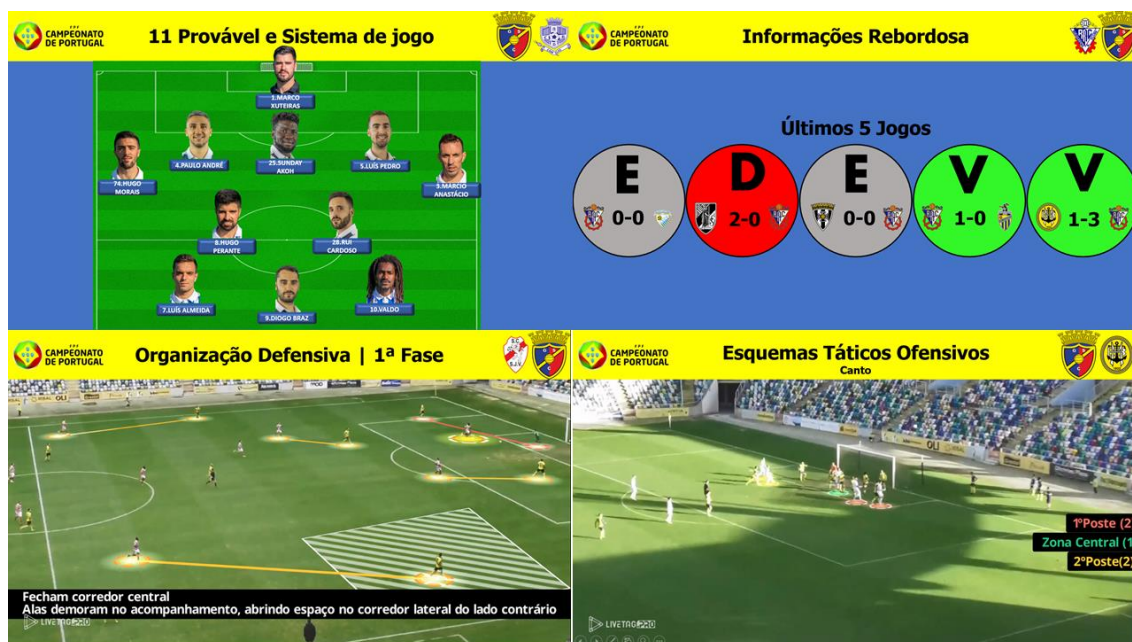 CAMPEONATO
DE PORTUGAL
11 Provável e Sistema de jogo
1.MARCO
XUTEIRAS
4.PAULO ANDRÉ
25.SUNDAY
AKOH
5.LUÍS PEDRO
74.HUGO
MORAIS
3.MARCIO
ANASTÁCIO
8.HUGO
PERANTE
28.RUI
CARDOSO
7.LUÍS ALMEIDA
9.DIOGO BRAZ
10.VALDO
CAMPEONATO
DE PORTUGAL
Informações Rebordosa
Últimos 5 Jogos
E
0-0
D
2-0
E
0-0
V
1-0
V
1-3
CAMPEONATO
DE PORTUGAL
Organização Defensiva | 1ª Fase
OLI
Fecham corredor central
Alas demoram no acompanhamento, abrindo espaço no corredor lateral do lado contrário
LIVETAGPRO
CAMPEONATO
DE PORTUGAL
Esquemas Táticos Ofensivos
Canto
OLI
1ºPoste (2
Zona Central (1
2ºPoste(2)
LIVETAGPRO